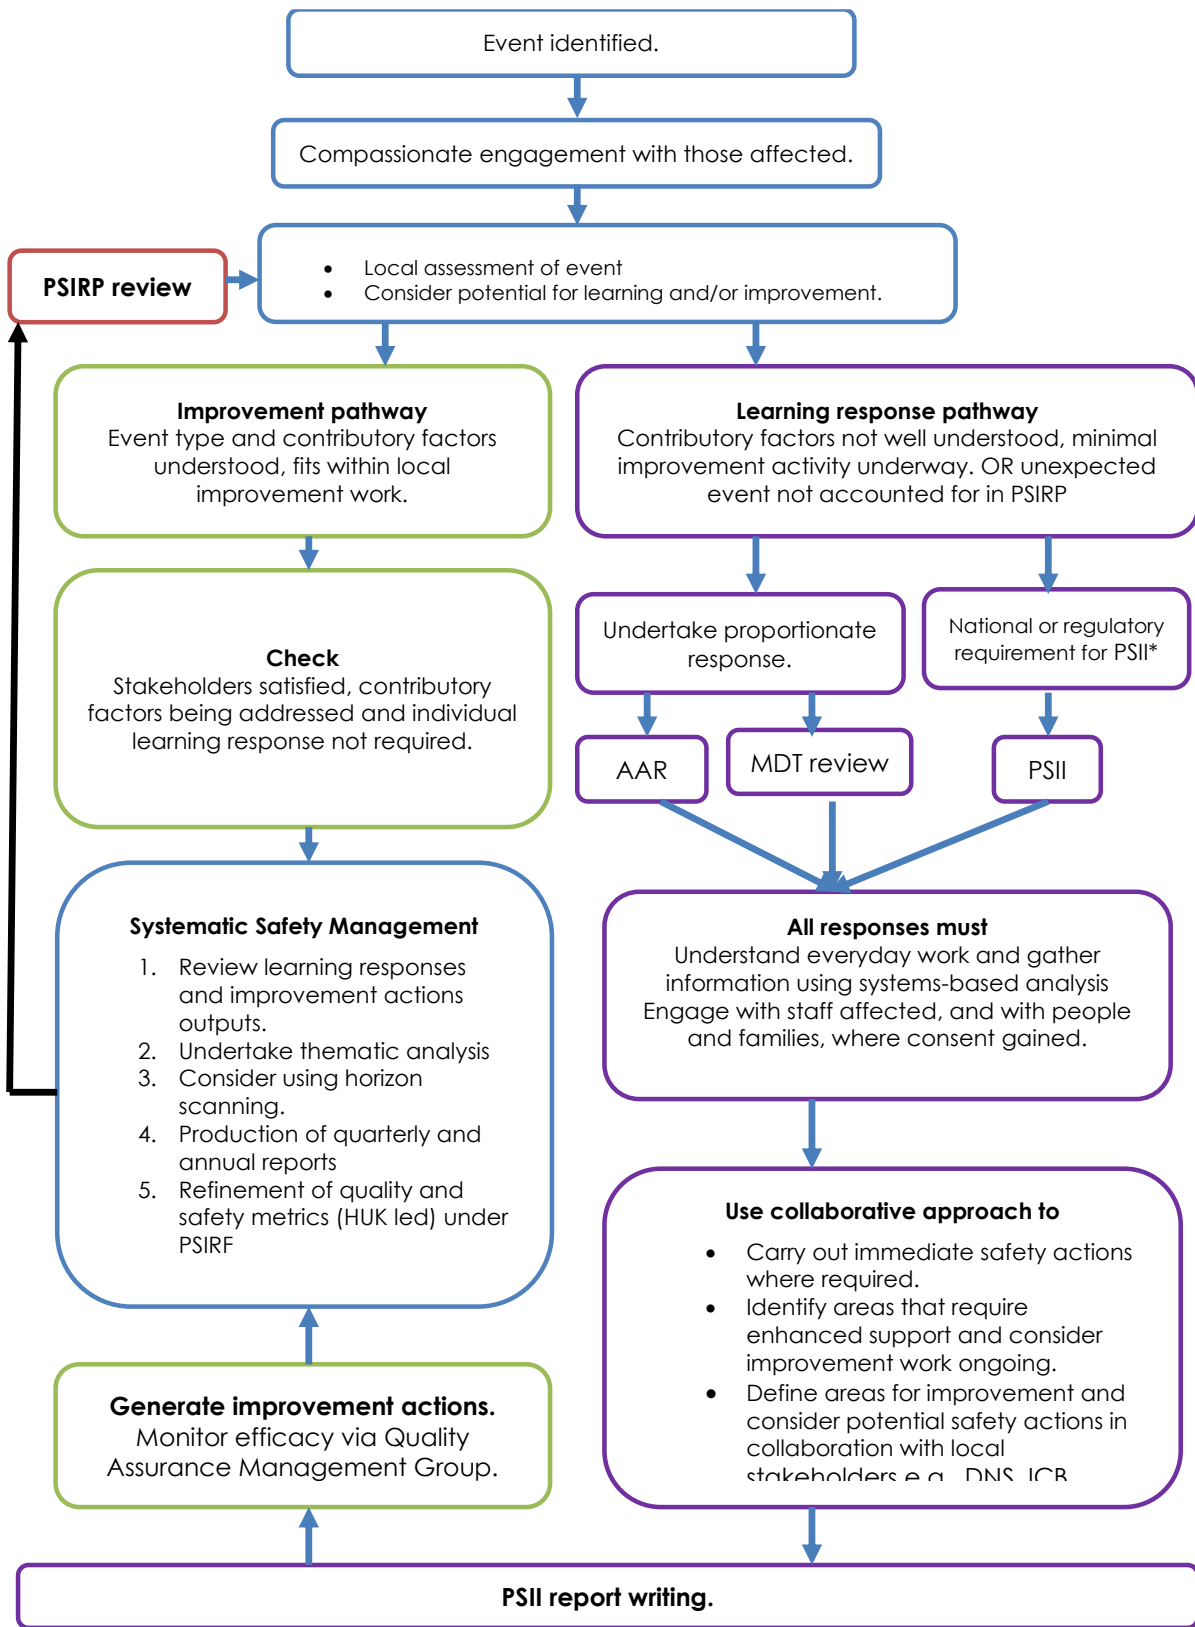 Event identified.
Compassionate engagement with those affected.
PSIRP review
• Local assessment of event
• Consider potential for learning and/or improvement.
Improvement pathway
Event type and contributory factors
understood, fits within local
improvement work.
Learning response pathway
Contributory factors not well understood, minimal
improvement activity underway. OR unexpected
event not accounted for in PSIRP
Check
Stakeholders satisfied, contributory
factors being addressed and individual
learning response not required.
Undertake proportionate
response.
National or regulatory
requirement for PSII*
AAR
MDT review
PSII
Systematic Safety Management
1. Review learning responses
and improvement actions
outputs.
2. Undertake thematic analysis
3. Consider using horizon
scanning.
4. Production of quarterly and
annual reports
5. Refinement of quality and
safety metrics (HUK led) under
PSIRF
All responses must
Understand everyday work and gather
information using systems-based analysis
Engage with staff affected, and with people
and families, where consent gained.
Use collaborative approach to
• Carry out immediate safety actions
where required.
• Identify areas that require
enhanced support and consider
improvement work ongoing.
• Define areas for improvement and
consider potential safety actions in
collaboration with local
stakeholders e.g., DNS, ICB
Generate improvement actions.
Monitor efficacy via Quality
Assurance Management Group.
PSII report writing.